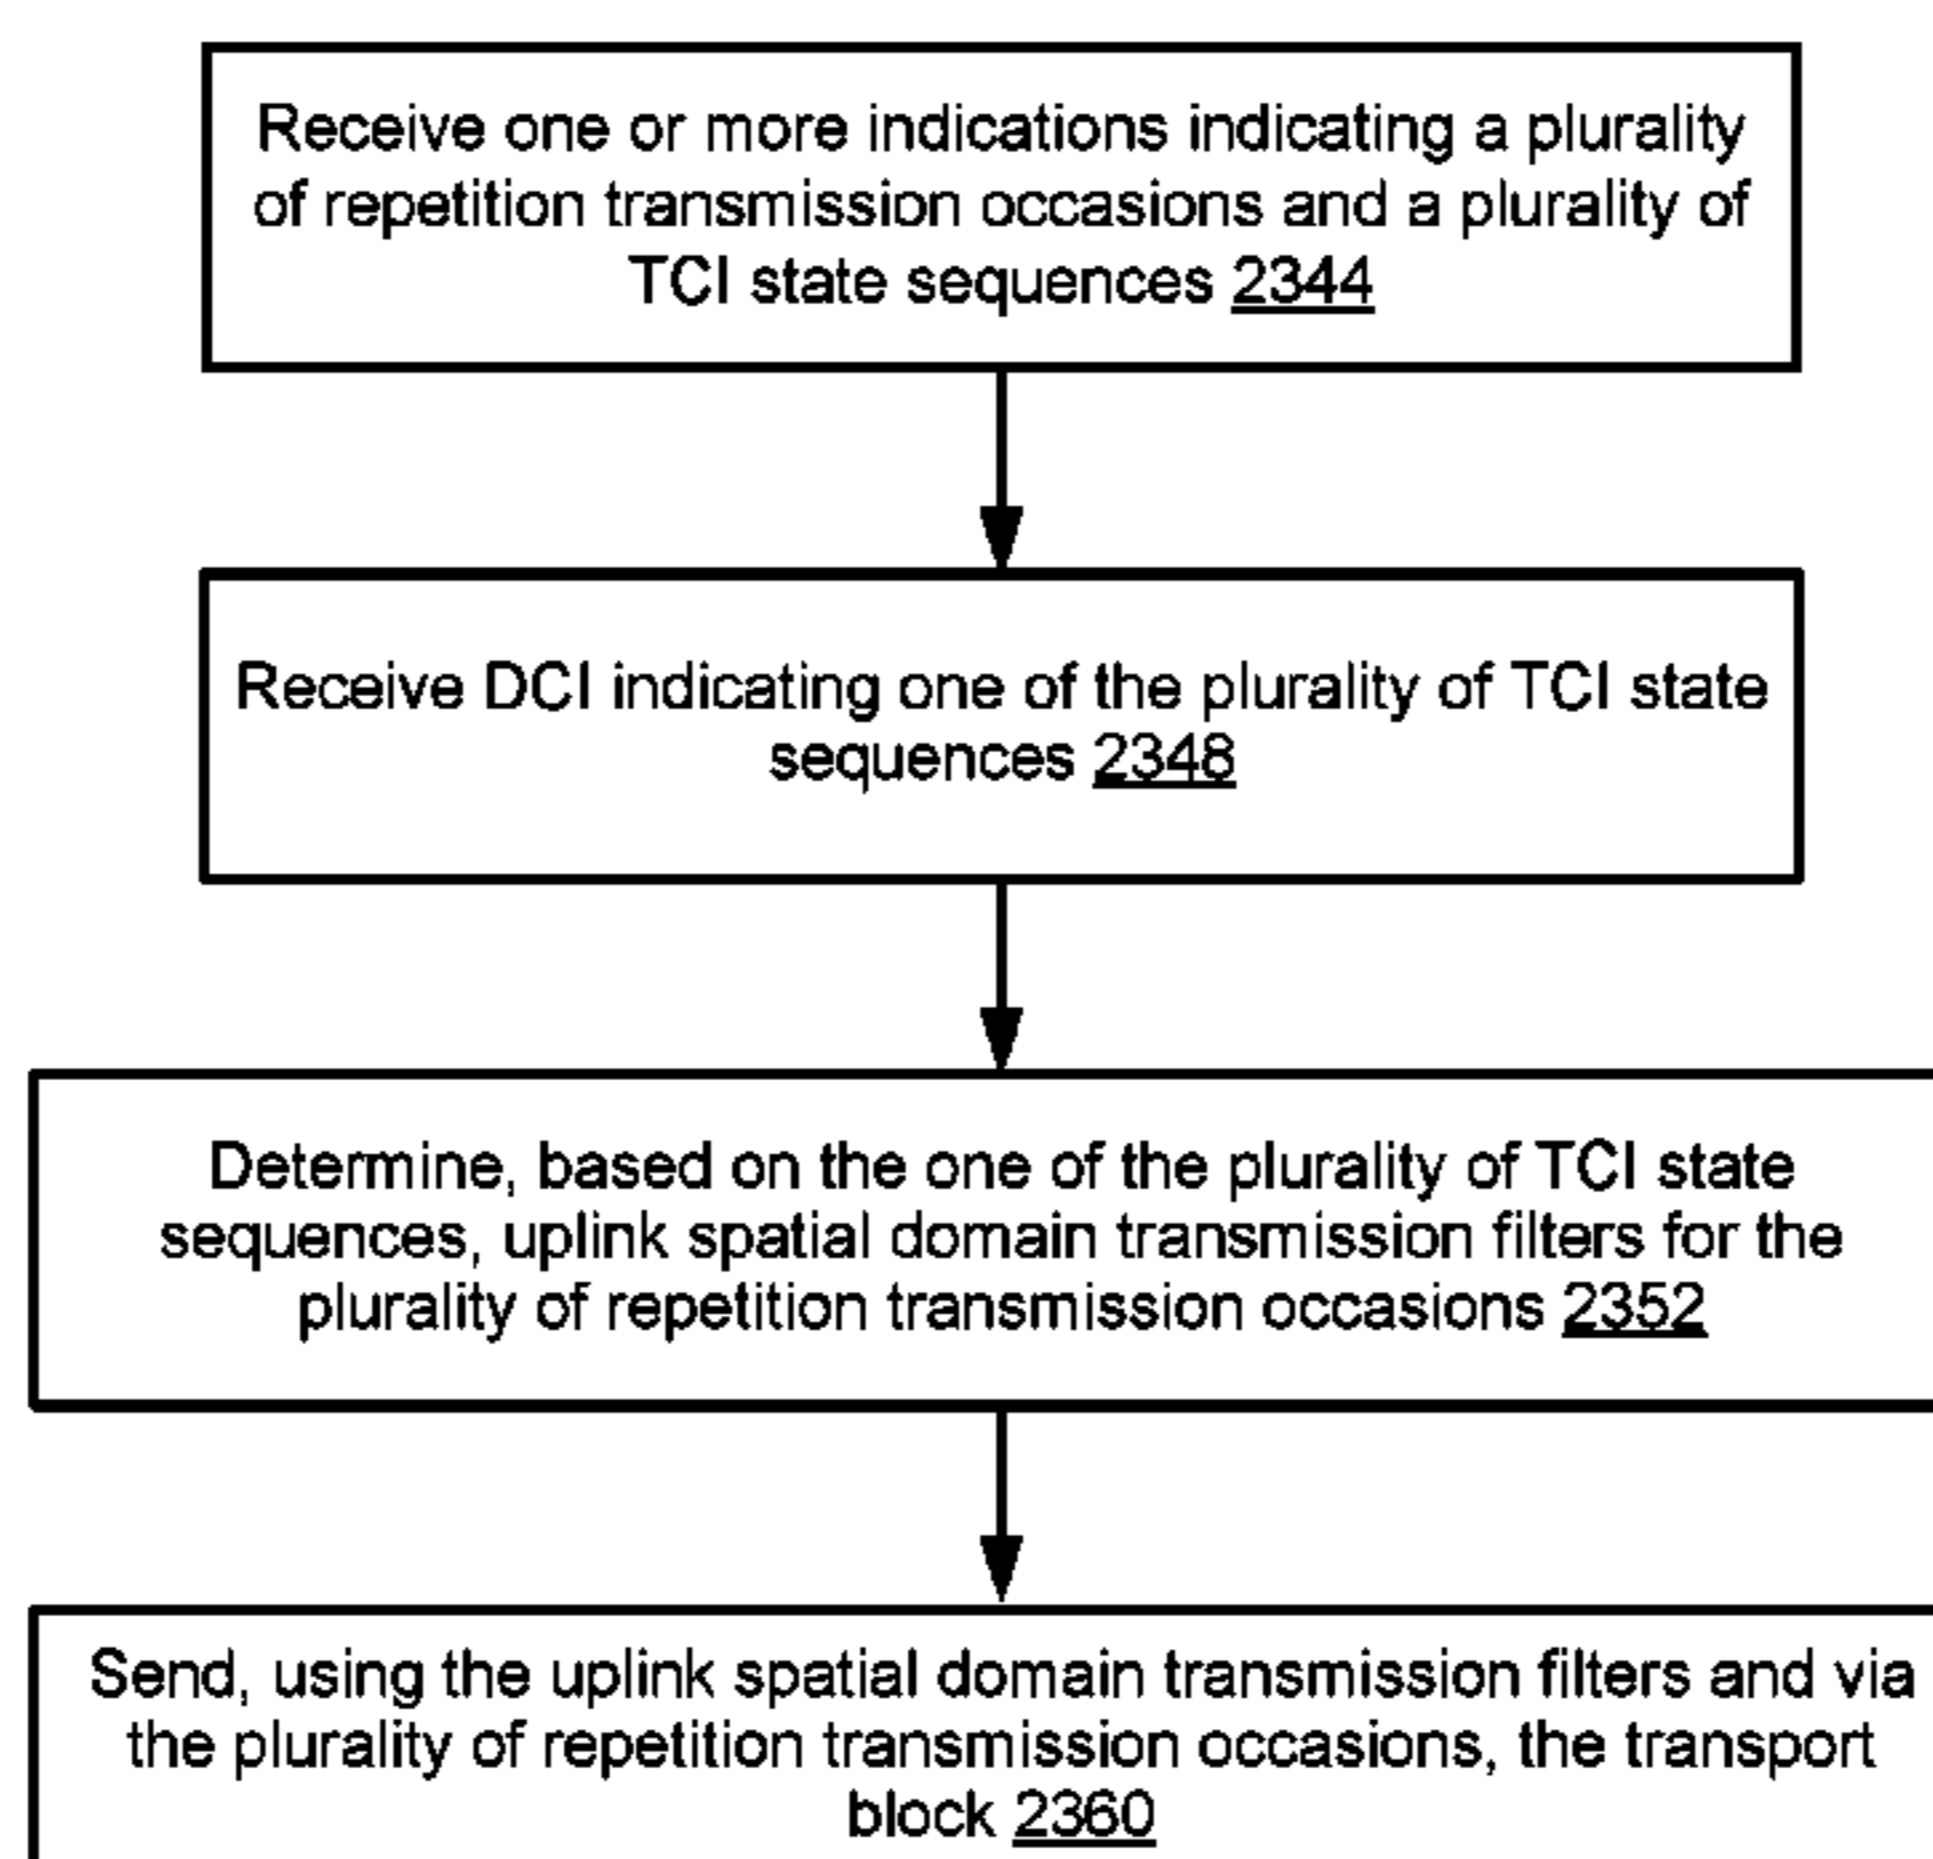 Receive one or more indications indicating a plurality
of repetition transmission occasions and a plurality of
TCI state sequences 2344
Receive DCI indicating one of the plurality of TCI state
sequences 2348
Determine, based on the one of the plurality of TCI state
sequences, uplink spatial domain transmission filters for the
plurality of repetition transmission occasions 2352
Send, using the uplink spatial domain transmission filters and via
the plurality of repetition transmission occasions, the transport
block 2360